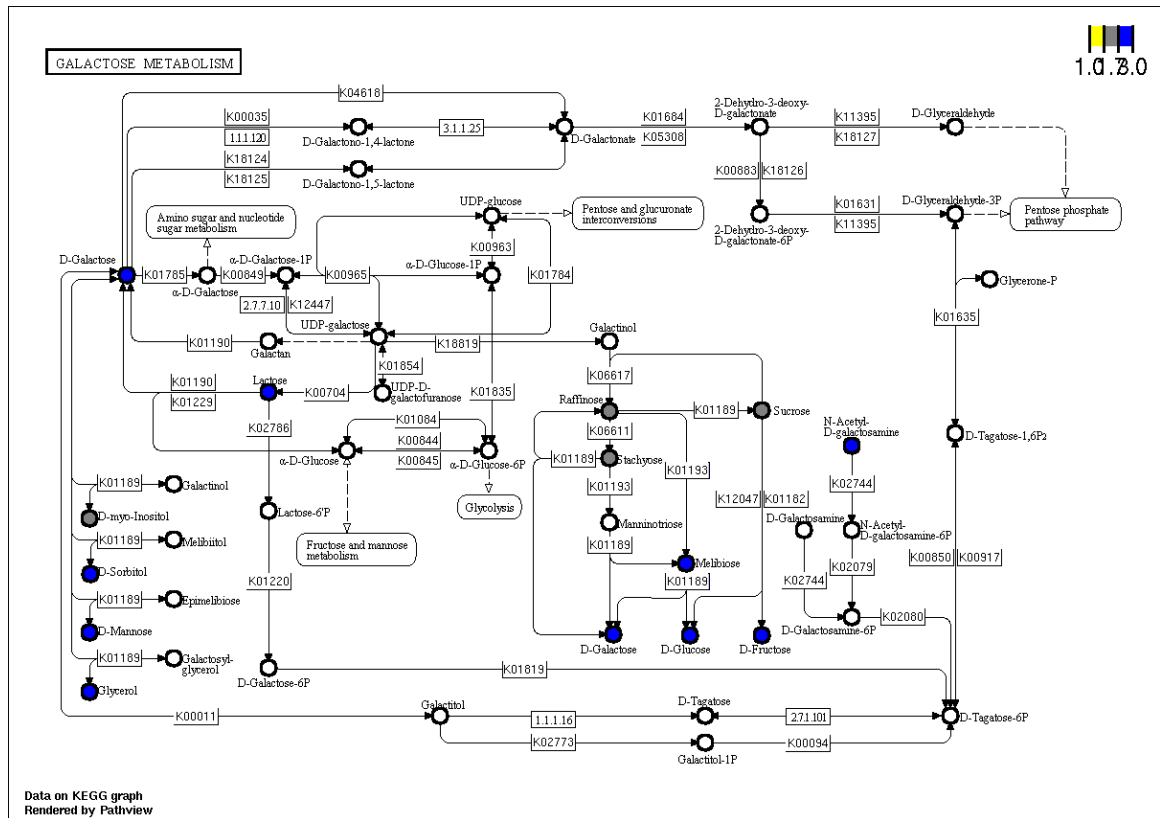 GALACTOSE METABOLISM
1.0
1.7
3.0
K04618
K00035
1.1.1.120
D-Galactono-1,4-lactone
3.1.1.25
D-Galactonate
K18124
K18125
D-Galactono-1,5-lactone
K01684
K05308
2-Dehydro-3-deoxy-
D-galactonate
K11395
K18127
D-Glyceraldehyde
K00883
K18126
2-Dehydro-3-deoxy-
D-galactonate-6P
K01631
K11395
D-Glyceraldehyde-3P
Pentose phosphate
pathway
Amino sugar and nucleotide
sugar metabolism
UDP-glucose
Pentose and glucuronate
interconversions
K00963
D-Galactose
K01785
α-D-Galactose
K00849
α-D-Galactose-1P
K00965
α-D-Glucose-1P
K01784
2.7.7.10
K12447
UDP-galactose
K18819
Galactinol
Glycerone-P
K01635
K01190
Galactan
K01854
UDP-D-
galactofuranose
K01190
K01229
Lactose
K00704
K01835
K02786
K01084
K00844
K00845
α-D-Glucose
α-D-Glucose-6P
Glycolysis
Fructose and mannose
metabolism
K06617
Raffinose
K01189
Sucrose
K06611
K01189
Stachyose
K01193
K01193
Manninotriose
K01189
Melibiose
K01189
K12047
K01182
D-Galactose
D-Glucose
D-Fructose
N-Acetyl-
D-galactosamine
K02744
D-Galactosamine
N-Acetyl-
D-galactosamine-6P
K02744
K02079
D-Galactosamine-6P
K02080
D-Tagatose-1,6P2
K00850
K00917
K01189
Galactinol
D-myo-Inositol
K01189
Melibiitol
D-Sorbitol
K01189
Epimelibiose
D-Mannose
K01189
Galactosyl-
glycerol
Glycerol
Lactose-6'P
K01220
D-Galactose-6P
K01819
K00011
Galactitol
1.1.1.16
D-Tagatose
2.7.1.101
D-Tagatose-6P
K02773
Galactitol-1P
K00094
Data on KEGG graph
Rendered by Pathview